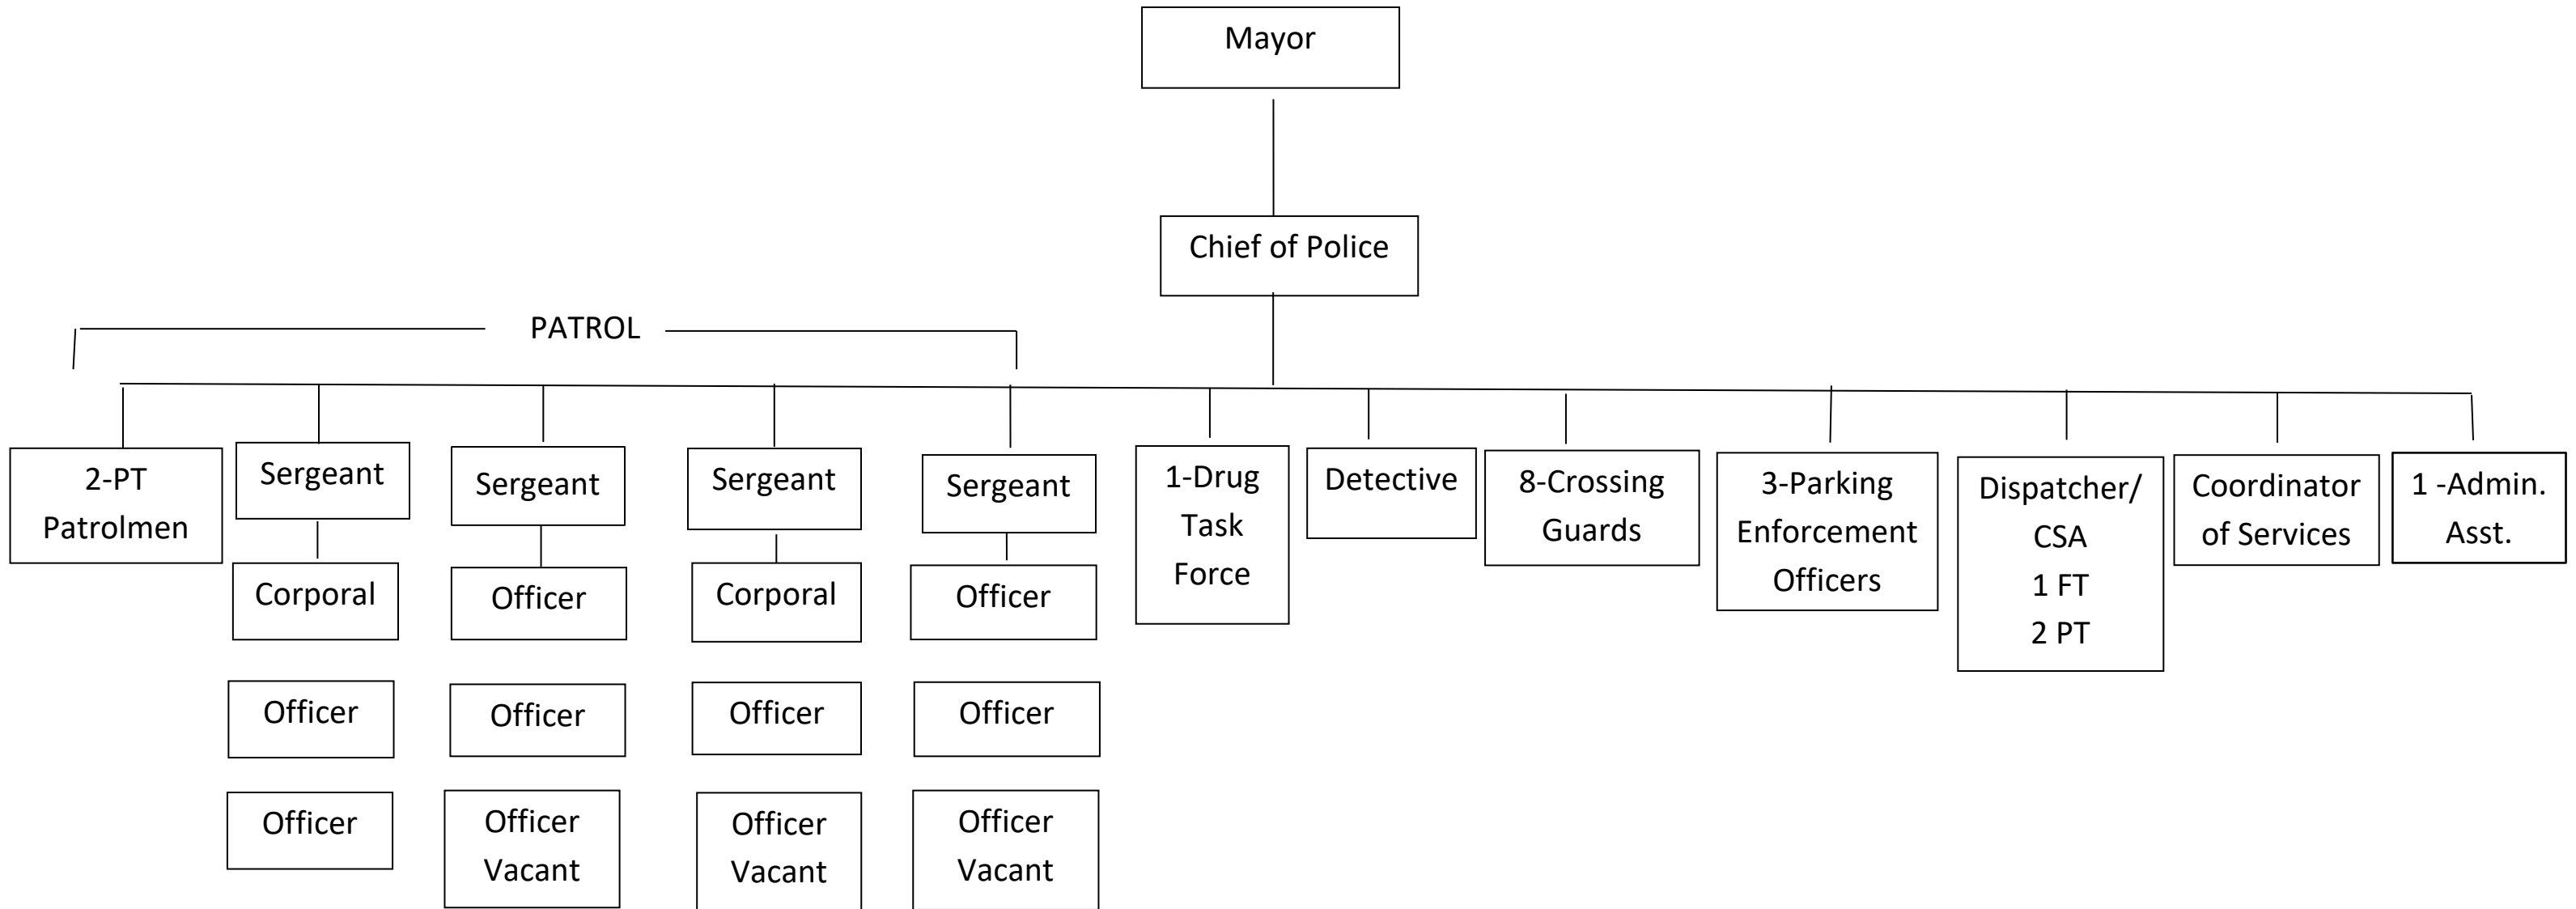 Mayor
Chief of Police
PATROL
2-PT
Patrolmen
Sergeant
Corporal
Officer
Officer
Sergeant
Officer
Officer
Officer
Vacant
Sergeant
Corporal
Officer
Officer
Vacant
Sergeant
Officer
Officer
Officer
Vacant
1-Drug
Task
Force
Detective
8-Crossing
Guards
3-Parking
Enforcement
Officers
Dispatcher/
CSA
1 FT
2 PT
Coordinator
of Services
1 -Admin.
Asst.